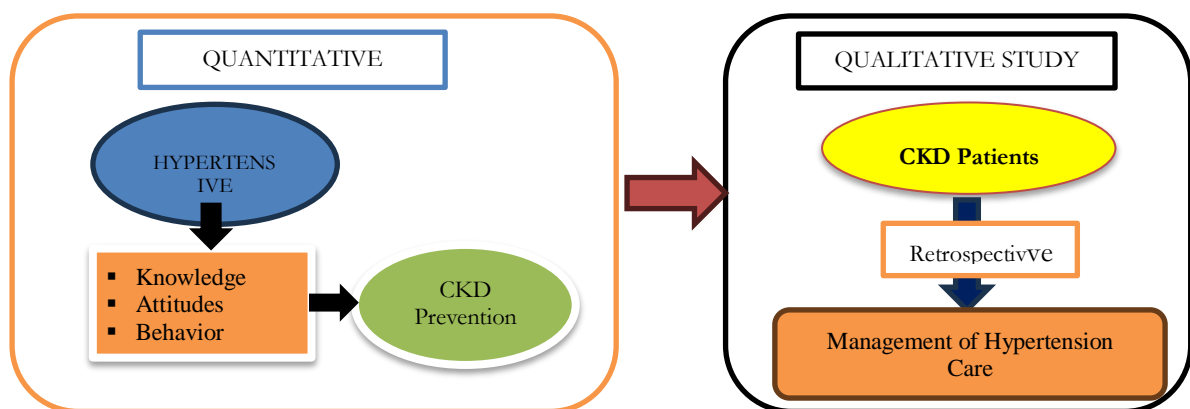 QUANTITATIVE
HYPERTENS
IVE
▪ Knowledge
▪ Attitudes
▪ Behavior
CKD
Prevention
QUALITATIVE STUDY
CKD Patients
Retrospectivve
Management of Hypertension
Care